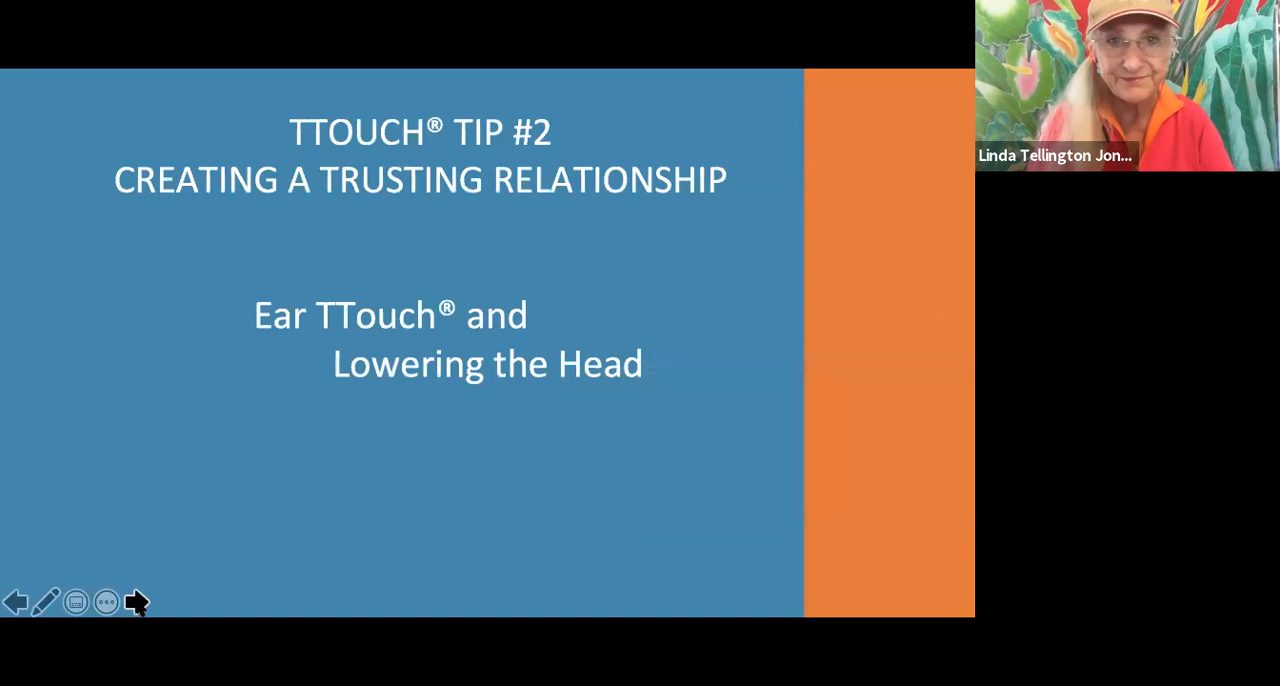 TTOUCH® TIP #2
CREATING A TRUSTING RELATIONSHIP
Ear TTouch® and
Lowering the Head
Linda Tellington Jon...